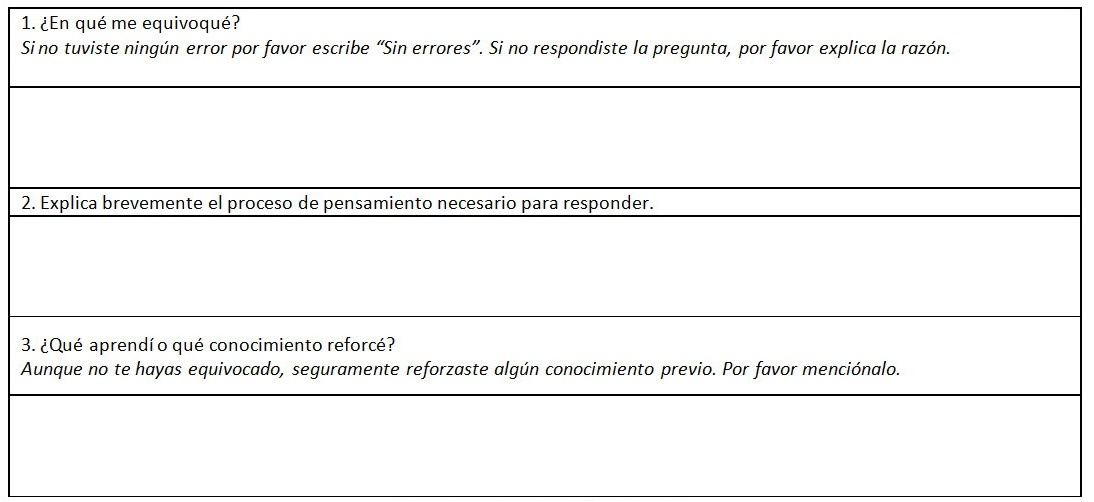 1. ¿En qué me equivoqué?
Si no tuviste ningún error por favor escribe “Sin errores”. Si no respondiste la pregunta, por favor explica la razón.
2. Explica brevemente el proceso de pensamiento necesario para responder.
3. ¿Qué aprendí o qué conocimiento reforcé?
Aunque no te hayas equivocado, seguramente reforzaste algún conocimiento previo. Por favor menciónalo.